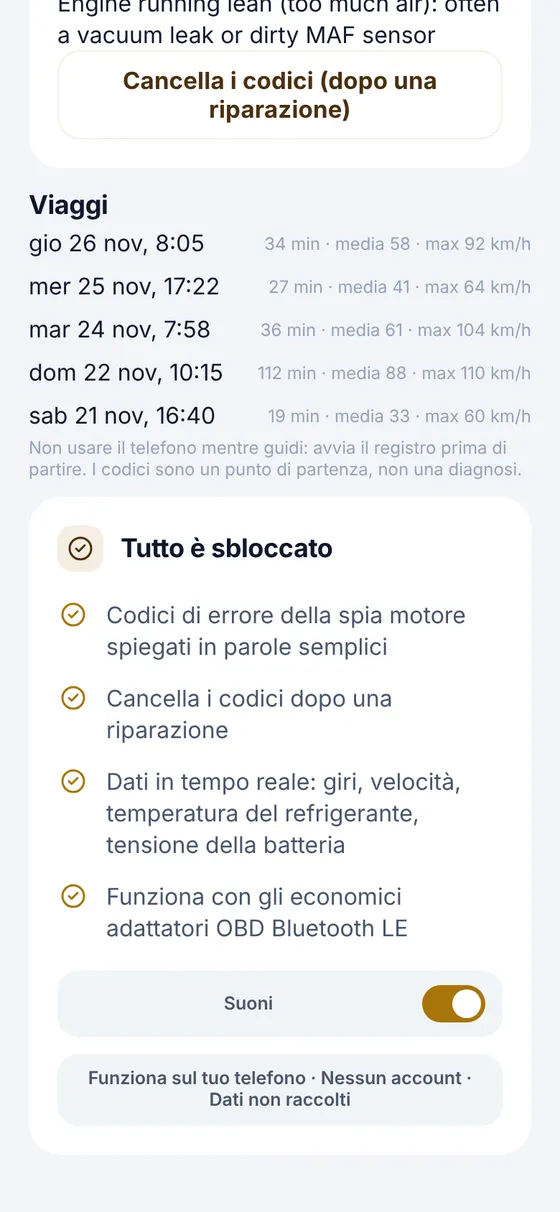 Engine running lean (too much air): often
a vacuum leak or dirty MAF sensor
Cancella i codici (dopo una
riparazione)
Viaggi
gio 26 nov, 8:05 34 min · media 58 · max 92 km/h
mer 25 nov, 17:22 27 min · media 41 · max 64 km/h
mar 24 nov, 7:58 36 min · media 61 · max 104 km/h
dom 22 nov, 10:15 112 min · media 88 · max 110 km/h
sab 21 nov, 16:40 19 min · media 33 · max 60 km/h
Non usare il telefono mentre guidi: avvia il registro prima di
partire. I codici sono un punto di partenza, non una diagnosi.
Tutto è sbloccato
Codici di errore della spia motore
spiegati in parole semplici
Cancella i codici dopo una
riparazione
Dati in tempo reale: giri, velocità,
temperatura del refrigerante,
tensione della batteria
Funziona con gli economici
adattatori OBD Bluetooth LE
Suoni
Funziona sul tuo telefono · Nessun account ·
Dati non raccolti